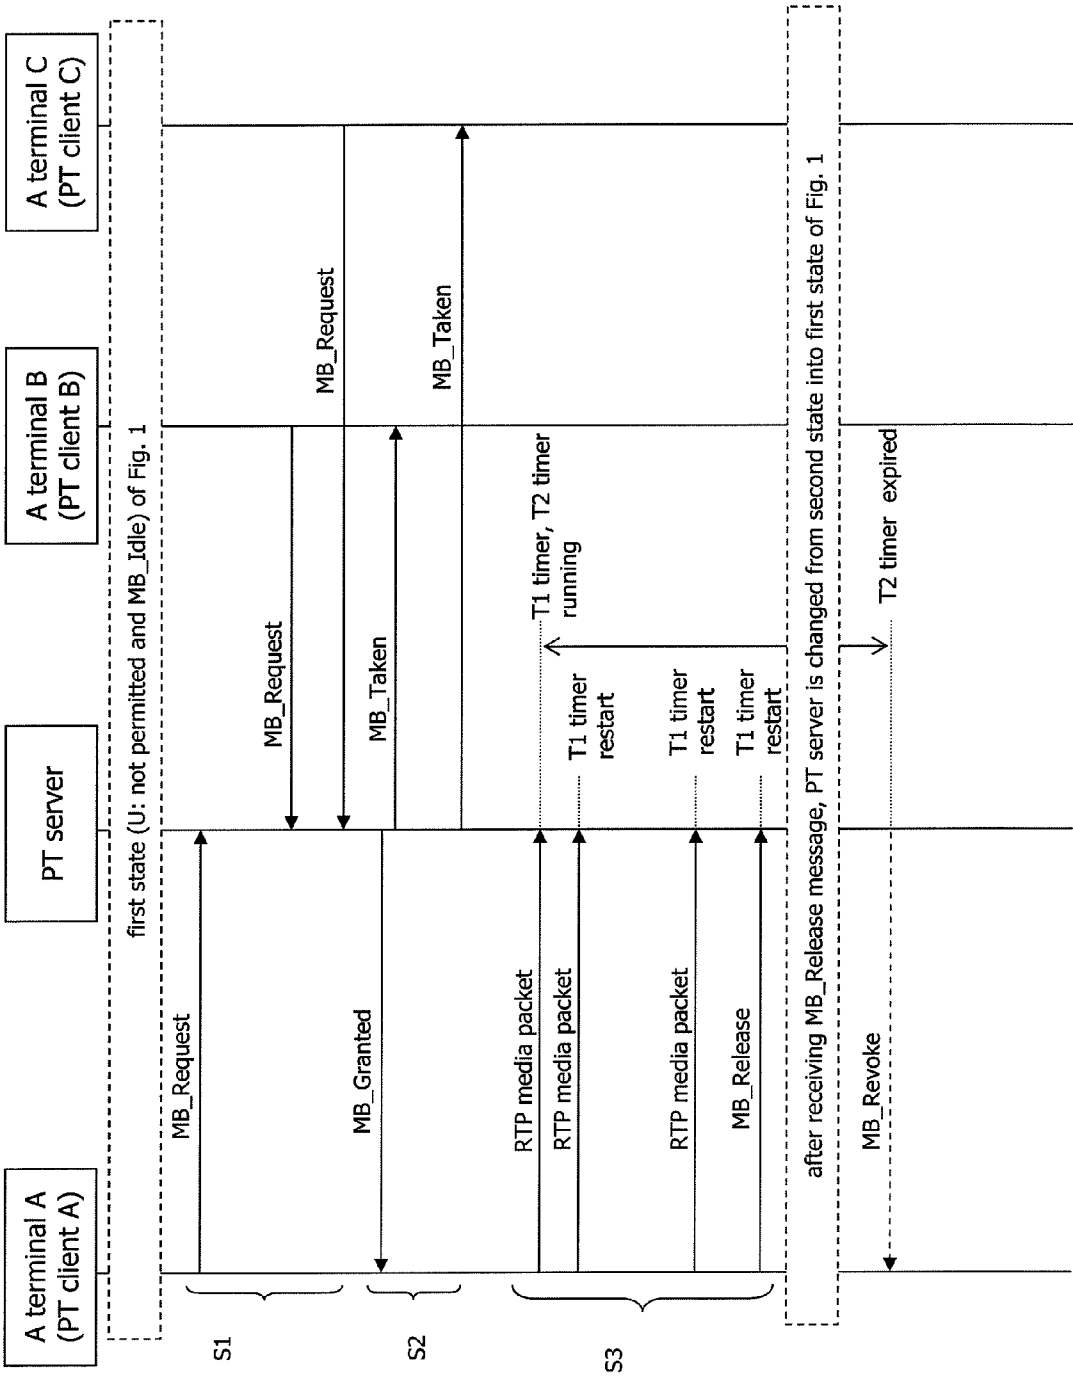 A terminal A
(PT client A)
PT server
A terminal B
(PT client B)
A terminal C
(PT client C)
first state (U: not permitted and MB_Idle) of Fig. 1
S1
MB_Request
MB_Request
MB_Request
S2
MB_Granted
MB_Taken
MB_Taken
S3
RTP media packet
T1 timer, T2 timer
running
RTP media packet
T1 timer
restart
RTP media packet
T1 timer
restart
MB_Release
T1 timer
restart
after receiving MB_Release message, PT server is changed from second state into first state of Fig. 1
MB_Revoke
T2 timer expired